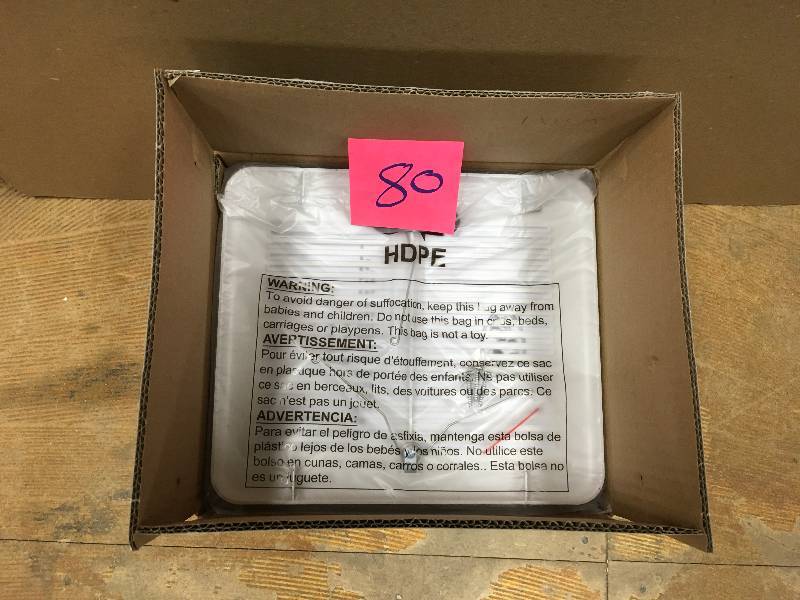 80
HDPE
WARNING:
To avoid danger of suffocation, keep this bag away from
babies and children. Do not use this bag in cribs, beds,
carriages or playpens. This bag is not a toy.
AVERTISSEMENT:
Pour éviter tout risque d'étouffement, conservez ce sac
en plastique hors de portée des enfants. Ne pas utiliser
ce sac en berceaux, lits, des voitures ou des parcs. Ce
sac n'est pas un jouet.
ADVERTENCIA:
Para evitar el peligro de asfixia, mantenga esta bolsa de
plástico lejos de los bebés y los niños. No utilice este
bolso en cunas, camas, carros o corrales.. Esta bolsa no
es un juguete.